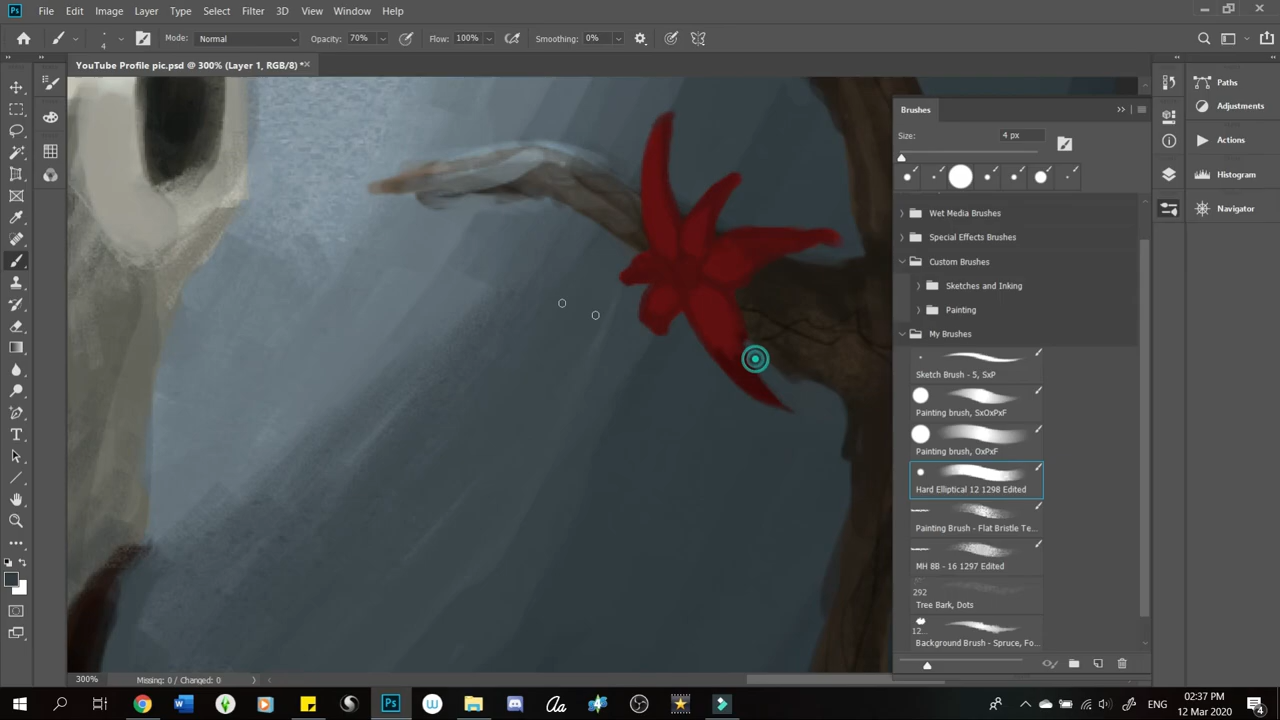 Ps File Edit Image Layer Type Select Filter 3D View Window Help
4 Mode: Normal Opacity: 70% Flow: 100% Smoothing: 0%
YouTube Profile pic.psd @ 300% (Layer 1, RGB/8) *
Brushes
Size: 4 px
Wet Media Brushes
Special Effects Brushes
Custom Brushes
Sketches and Inking
Painting
My Brushes
Sketch Brush - 5, SxP
Painting brush, SxOxPxF
Painting brush, OxPxF
Hard Elliptical 12 1298 Edited
Painting Brush - Flat Bristle Te...
MH 8B - 16 1297 Edited
292
Tree Bark, Dots
12...
Background Brush - Spruce, Fo...
Paths
Adjustments
Actions
Histogram
Navigator
300% Missing: 0 / Changed: 0
ENG
02:37 PM
12 Mar 2020
4